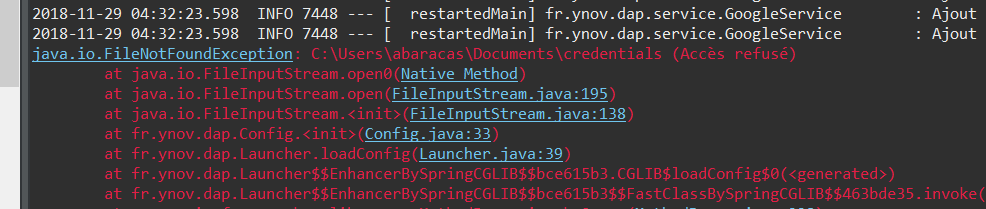 2018-11-29 04:32:23.598  INFO 7448 --- [  restartedMain] fr.ynov.dap.service.GoogleService        : Ajout
2018-11-29 04:32:23.598  INFO 7448 --- [  restartedMain] fr.ynov.dap.service.GoogleService        : Ajout
java.io.FileNotFoundException: C:\Users\abaracas\Documents\credentials (Accès refusé)
	at java.io.FileInputStream.open0(Native Method)
	at java.io.FileInputStream.open(FileInputStream.java:195)
	at java.io.FileInputStream.<init>(FileInputStream.java:138)
	at fr.ynov.dap.Config.<init>(Config.java:33)
	at fr.ynov.dap.Launcher.loadConfig(Launcher.java:39)
	at fr.ynov.dap.Launcher$$EnhancerBySpringCGLIB$$bce615b3.CGLIB$loadConfig$0(<generated>)
	at fr.ynov.dap.Launcher$$EnhancerBySpringCGLIB$$bce615b3$$FastClassBySpringCGLIB$$463bde35.invoke(